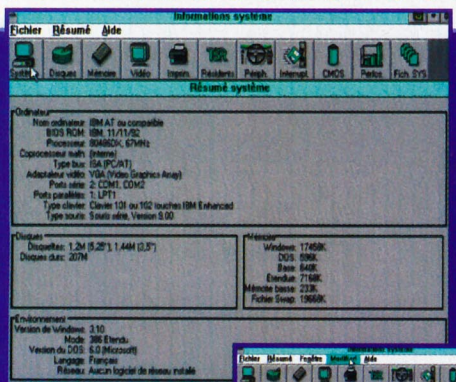 Informations système
Fichier Résumé Aide
Système Disques Mémoire Vidéo Imprim. Résidents Périph. Interrupt. CMOS Perfos Fich. SYS
Résumé système
Ordinateur
Nom ordinateur: IBM AT ou compatible
BIOS ROM: IBM, 11/11/92
Processeur: 80486DX, 67MHz
Coprocesseur math: (Interne)
Type bus: ISA (PC/AT)
Adaptateur vidéo: VGA (Video Graphics Array)
Ports série: 2: COM1, COM2
Ports parallèles: 1: LPT1
Type clavier: Clavier 101 ou 102 touches IBM Enhanced
Type souris: Souris série, Version 9.00
Disques
Disquettes: 1,2M (5,25"), 1,44M (3,5")
Disques durs: 207M
Mémoire
Windows: 17458K
DOS: 596K
Base: 640K
Etendue: 7168K
Mémoire basse: 233K
Fichier Swap: 19668K
Environnement
Version de Windows: 3.10
Mode: 386 Etendu
Version du DOS: 6.0 (Microsoft)
Langage: Français
Réseau: Aucun logiciel de réseau installé
Informations système
Fichier Résumé Fenêtre Aide